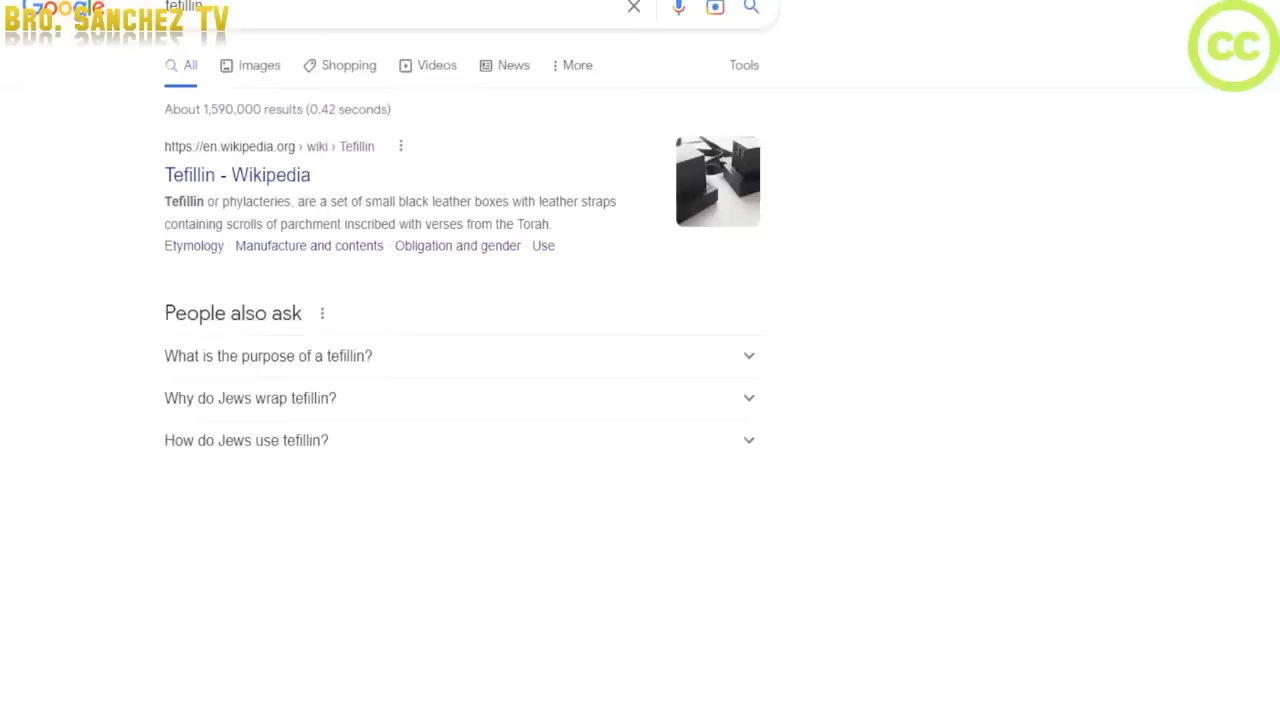 Google
BRO. SANCHEZ TV
tefillin
CC
All Images Shopping Videos News More Tools
About 1,590,000 results (0.42 seconds)
https://en.wikipedia.org › wiki › Tefillin
Tefillin - Wikipedia
Tefillin or phylacteries, are a set of small black leather boxes with leather straps
containing scrolls of parchment inscribed with verses from the Torah.
Etymology · Manufacture and contents · Obligation and gender · Use
People also ask
What is the purpose of a tefillin?
Why do Jews wrap tefillin?
How do Jews use tefillin?